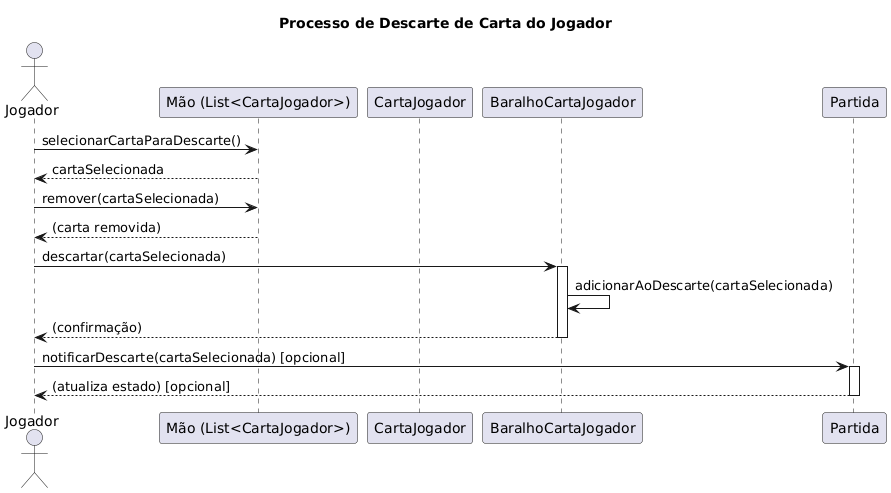 Processo de Descarte de Carta do Jogador
Jogador
Mão (List<CartaJogador>)
CartaJogador
BaralhoCartaJogador
Partida
selecionarCartaParaDescarte()
cartaSelecionada
remover(cartaSelecionada)
(carta removida)
descartar(cartaSelecionada)
adicionarAoDescarte(cartaSelecionada)
(confirmação)
notificarDescarte(cartaSelecionada) [opcional]
(atualiza estado) [opcional]
Jogador
Mão (List<CartaJogador>)
CartaJogador
BaralhoCartaJogador
Partida